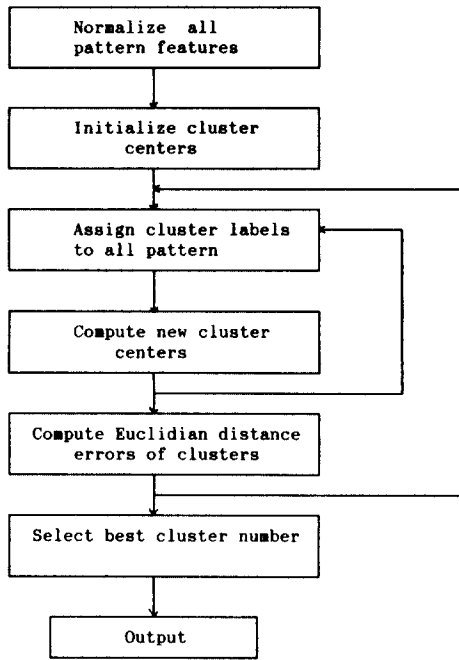 Normalize all
pattern features
Initialize cluster
centers
Assign cluster labels
to all pattern
Compute new cluster
centers
Compute Euclidian distance
errors of clusters
Select best cluster number
Output